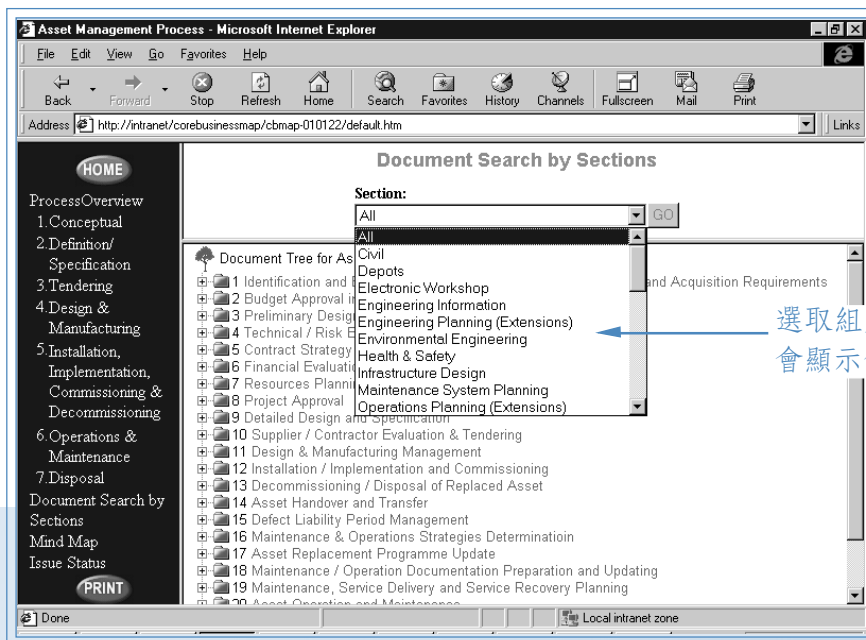 Asset Management Process - Microsoft Internet Explorer
File Edit View Go Favorites Help
Back Forward Stop Refresh Home Search Favorites History Channels Fullscreen Mail Print
Address http://intranet/corebusinessmap/cbmap-010122/default.htm Links
HOME
ProcessOverview
1.Conceptual
2.Definition/
Specification
3.Tendering
4.Design &
Manufacturing
5.Installation,
Implementation,
Commissioning &
Decommissioning
6.Operations &
Maintenance
7.Disposal
Document Search by
Sections
Mind Map
Issue Status
PRINT
Document Search by Sections
Section:
All GO
All
Civil
Depots
Electronic Workshop
Engineering Information
Engineering Planning (Extensions)
Environmental Engineering
Health & Safety
Infrastructure Design
Maintenance System Planning
Operations Planning (Extensions)
選取組
會顯示
Document Tree for As
1 Identification and and Acquisition Requirements
2 Budget Approval i
3 Preliminary Desig
4 Technical / Risk E
5 Contract Strategy
6 Financial Evaluati
7 Resources Planni
8 Project Approval
9 Detailed Design and Specification
10 Supplier / Contractor Evaluation & Tendering
11 Design & Manufacturing Management
12 Installation / Implementation and Commissioning
13 Decommissioning / Disposal of Replaced Asset
14 Asset Handover and Transfer
15 Defect Liability Period Management
16 Maintenance & Operations Strategies Determinatioin
17 Asset Replacement Programme Update
18 Maintenance / Operation Documentation Preparation and Updating
19 Maintenance, Service Delivery and Service Recovery Planning
20 Asset Operation and Maintenance
Done Local intranet zone